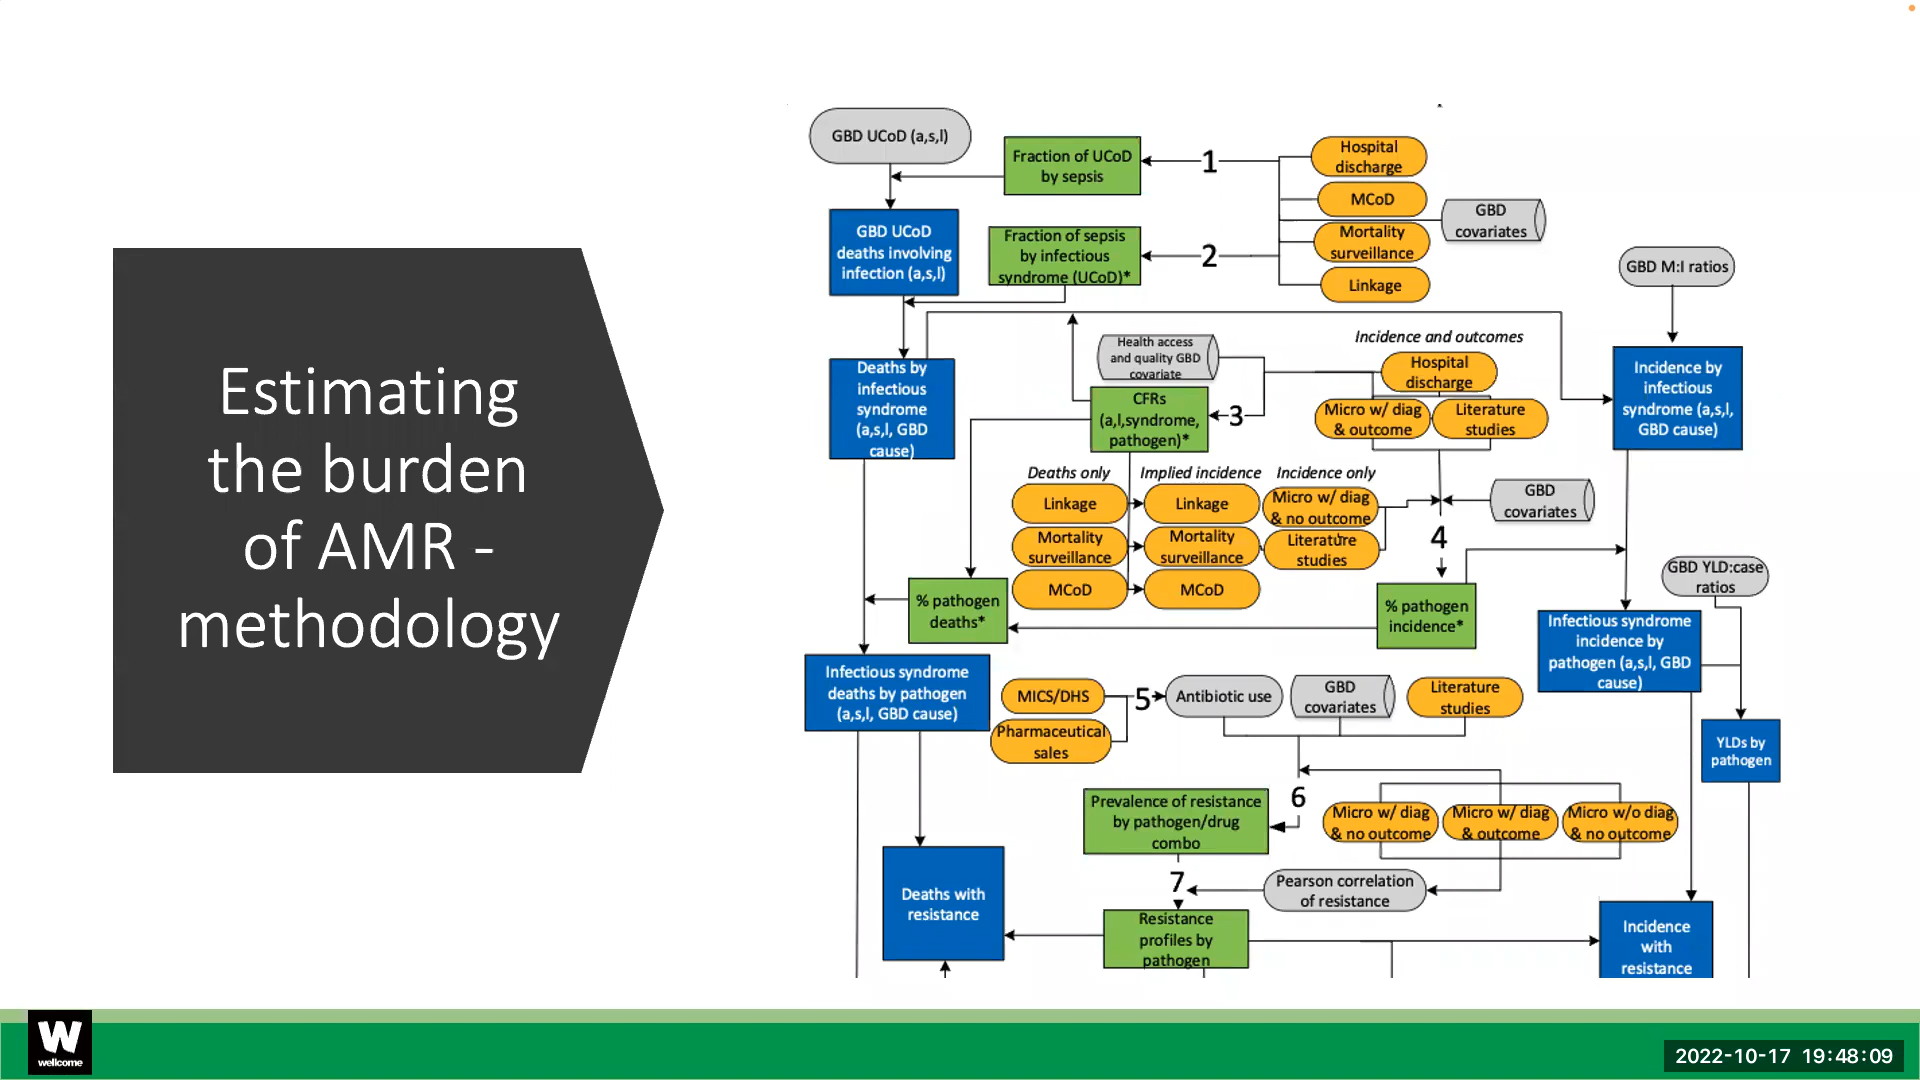 Estimating
the burden
of AMR -
methodology
GBD UCoD (a,s,l)
Fraction of UCoD
by sepsis
1
Hospital
discharge
MCoD
Mortality
surveillance
Linkage
GBD
covariates
GBD UCoD
deaths involving
infection (a,s,l)
Fraction of sepsis
by infectious
syndrome (UCoD)*
2
GBD M:I ratios
Deaths by
infectious
syndrome
(a,s,l, GBD
cause)
Health access
and quality GBD
covariate
CFRs
(a,l,syndrome,
pathogen)*
3
Incidence and outcomes
Hospital
discharge
Micro w/ diag
& outcome
Literature
studies
Incidence by
infectious
syndrome (a,s,l,
GBD cause)
Deaths only
Linkage
Mortality
surveillance
MCoD
Implied incidence
Linkage
Mortality
surveillance
MCoD
Incidence only
Micro w/ diag
& no outcome
Literature
studies
GBD
covariates
4
% pathogen
deaths*
% pathogen
incidence*
GBD YLD:case
ratios
Infectious syndrome
incidence by
pathogen (a,s,l, GBD
cause)
Infectious syndrome
deaths by pathogen
(a,s,l, GBD cause)
MICS/DHS
Pharmaceutical
sales
5
Antibiotic use
GBD
covariates
Literature
studies
YLDs by
pathogen
Prevalence of resistance
by pathogen/drug
combo
6
Micro w/ diag
& no outcome
Micro w/ diag
& outcome
Micro w/o diag
& no outcome
7
Pearson correlation
of resistance
Deaths with
resistance
Resistance
profiles by
pathogen
Incidence
with
resistance
W
wellcome
2022-10-17 19:48:09